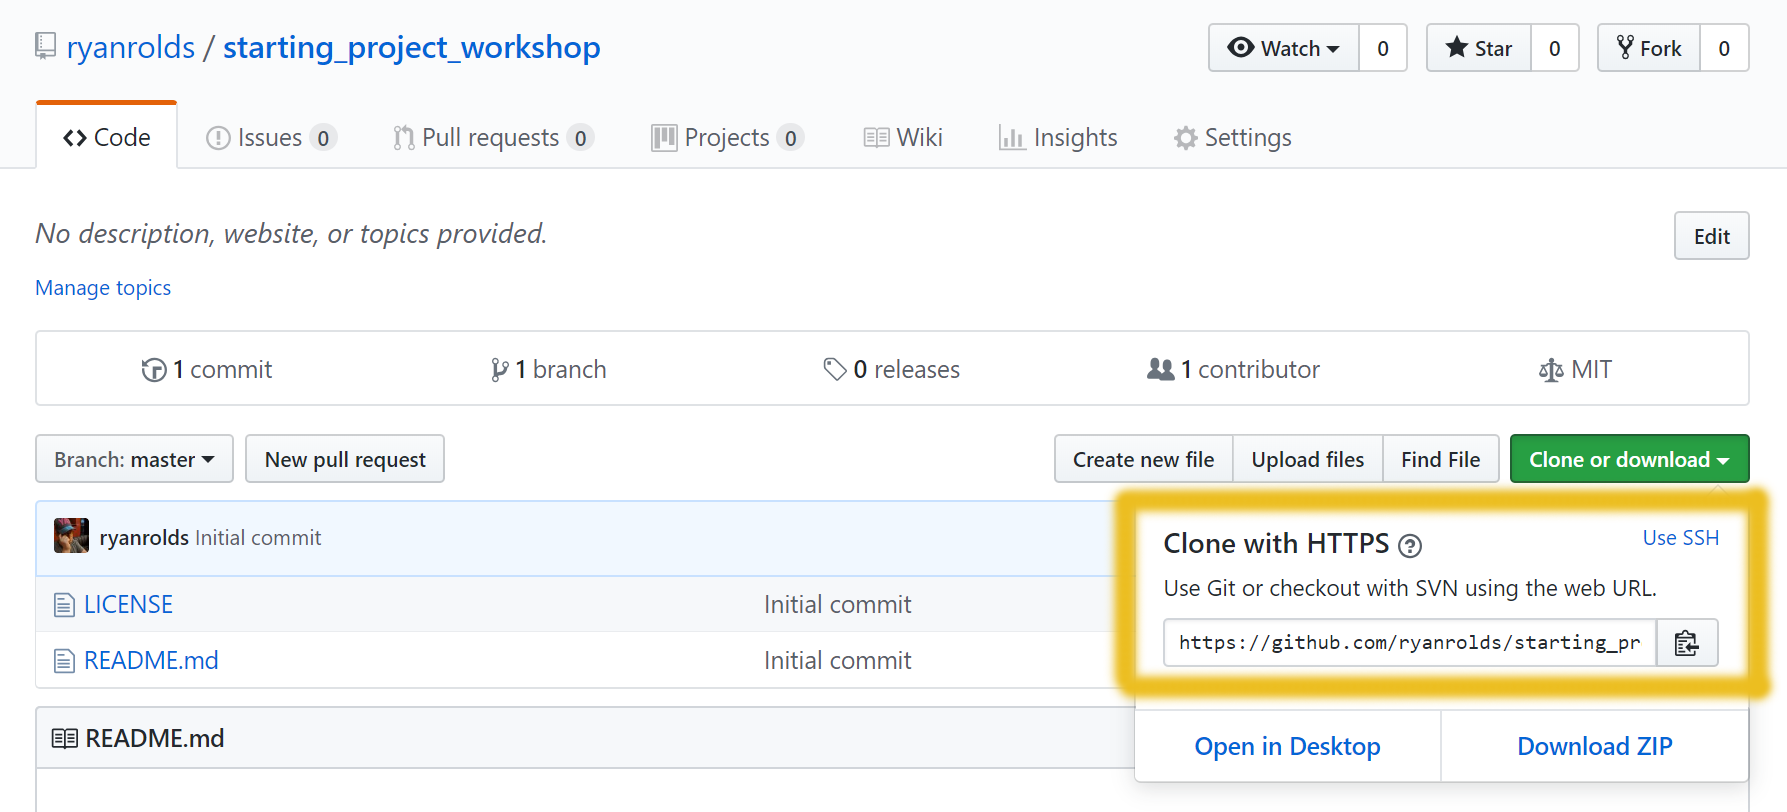 ryanrolds / starting_project_workshop
Watch 0 Star 0 Fork 0
Code Issues 0 Pull requests 0 Projects 0 Wiki Insights Settings
No description, website, or topics provided.
Edit
Manage topics
1 commit 1 branch 0 releases 1 contributor MIT
Branch: master New pull request Create new file Upload files Find File Clone or download
ryanrolds Initial commit
LICENSE Initial commit
README.md Initial commit
README.md
Clone with HTTPS ? Use SSH
Use Git or checkout with SVN using the web URL.
https://github.com/ryanrolds/starting_pr
Open in Desktop Download ZIP